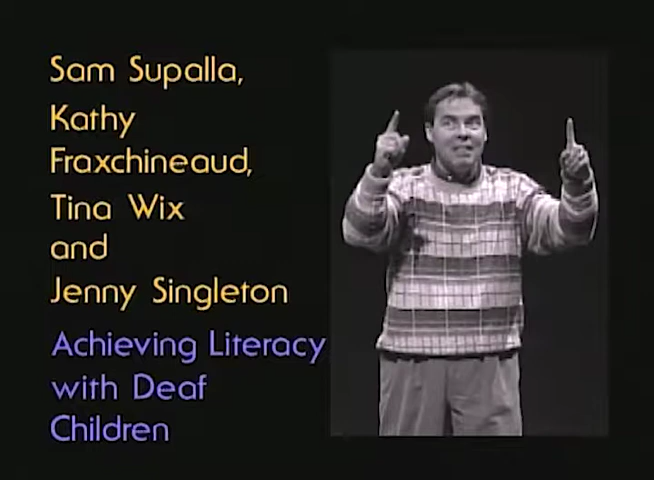 Sam Supalla,
Kathy
Fraxchineaud,
Tina Wix
and
Jenny Singleton
Achieving Literacy
with Deaf
Children